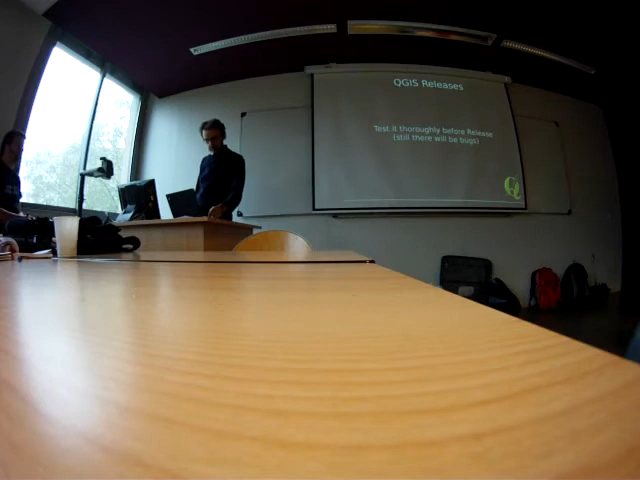 QGIS Releases
Test it thoroughly before Release
(still there will be bugs)